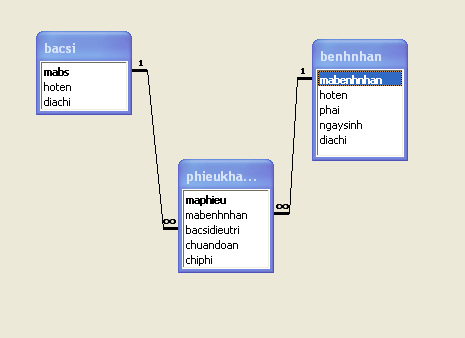 bacsi
mabs
hoten
diachi
1
benhnhan
mabenhnhan
hoten
phai
ngaysinh
diachi
1
phieukha...
maphieu
mabenhnhan
bacsidieutri
chuandoan
chiphi
∞
∞